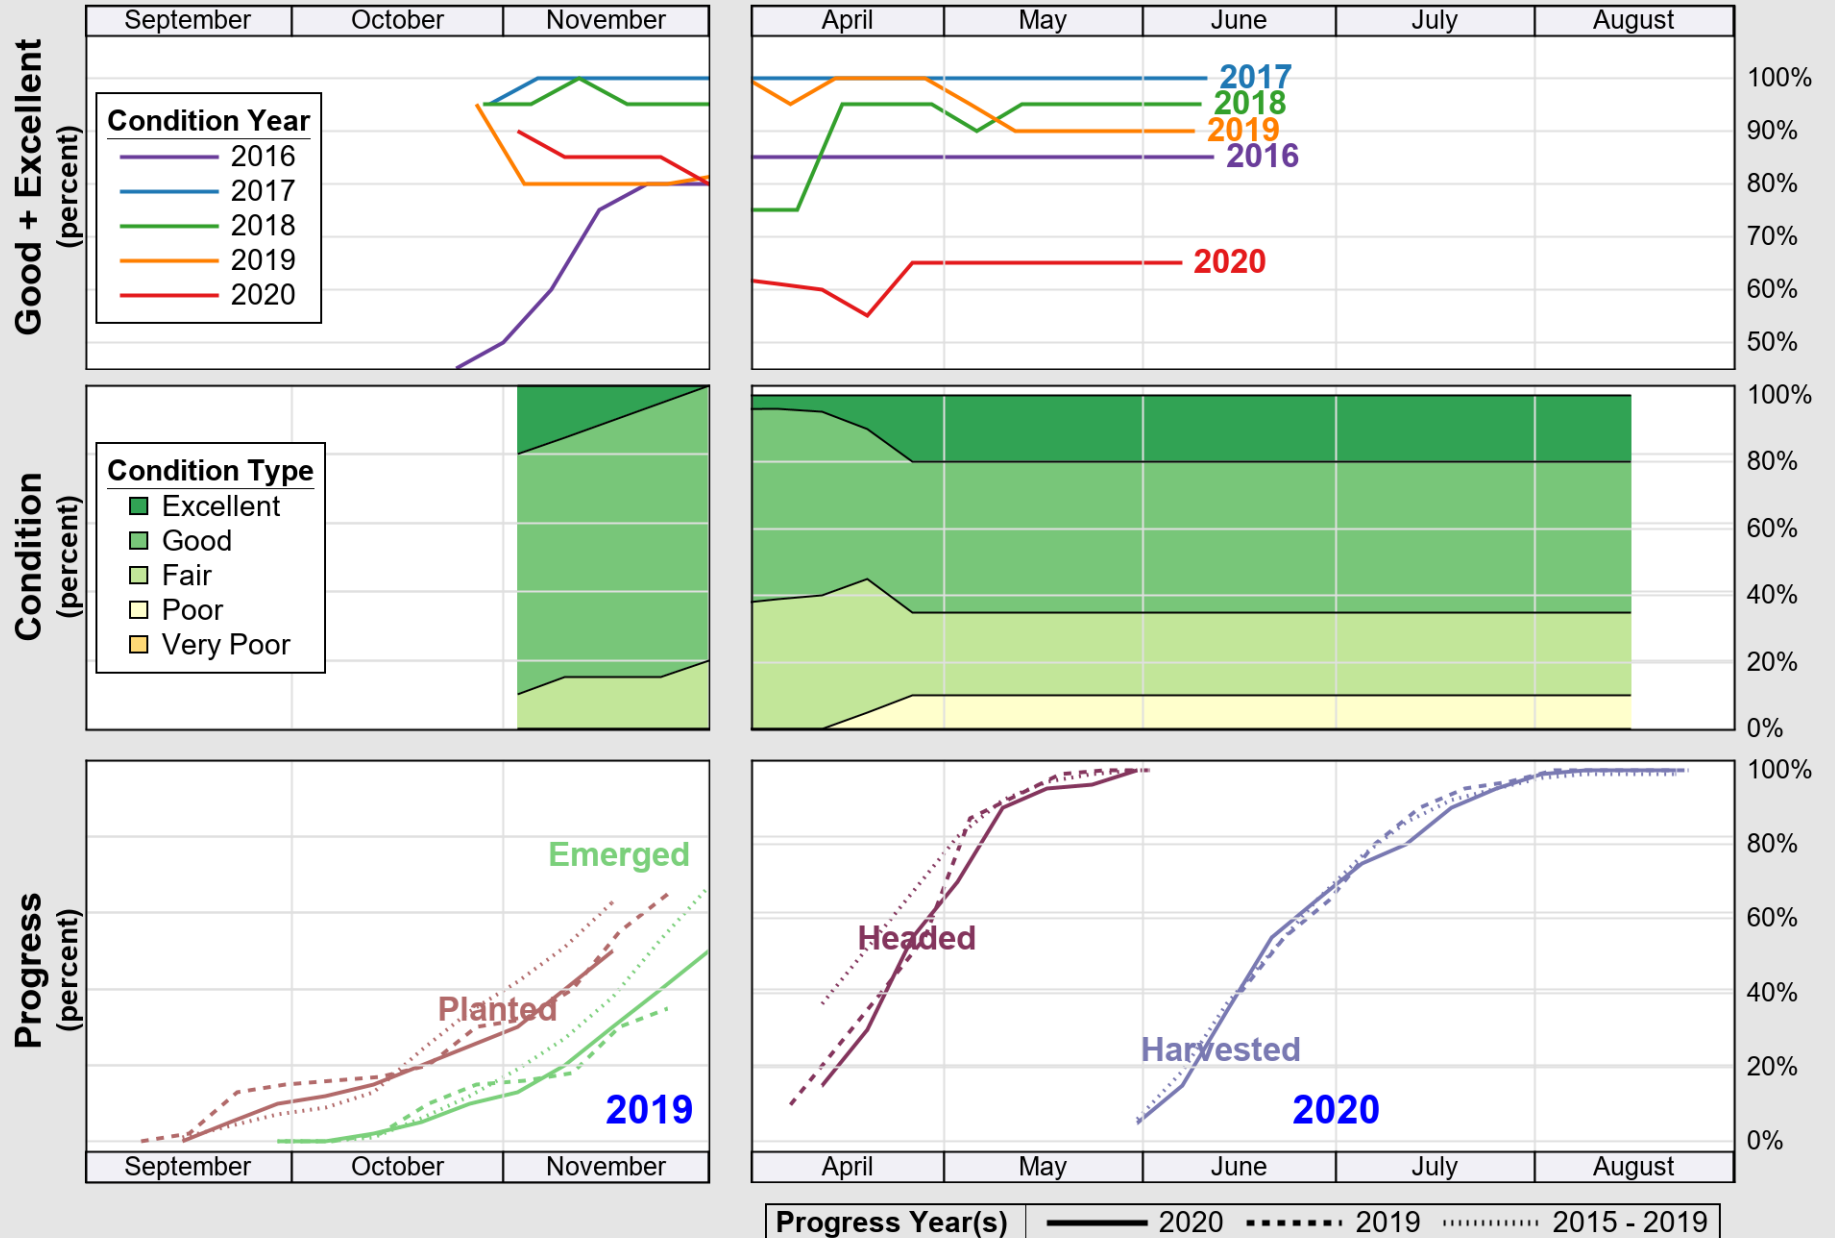 September October November April May June July August
Good + Excellent
(percent)
Condition Year
2016
2017
2018
2019
2020
2017
2018
2019
2016
2020
100%
90%
80%
70%
60%
50%
Condition
(percent)
Condition Type
Excellent
Good
Fair
Poor
Very Poor
100%
80%
60%
40%
20%
0%
Progress
(percent)
Emerged
Planted
2019
Headed
Harvested
2020
100%
80%
60%
40%
20%
0%
September October November April May June July August
Progress Year(s) 2020 2019 2015 - 2019